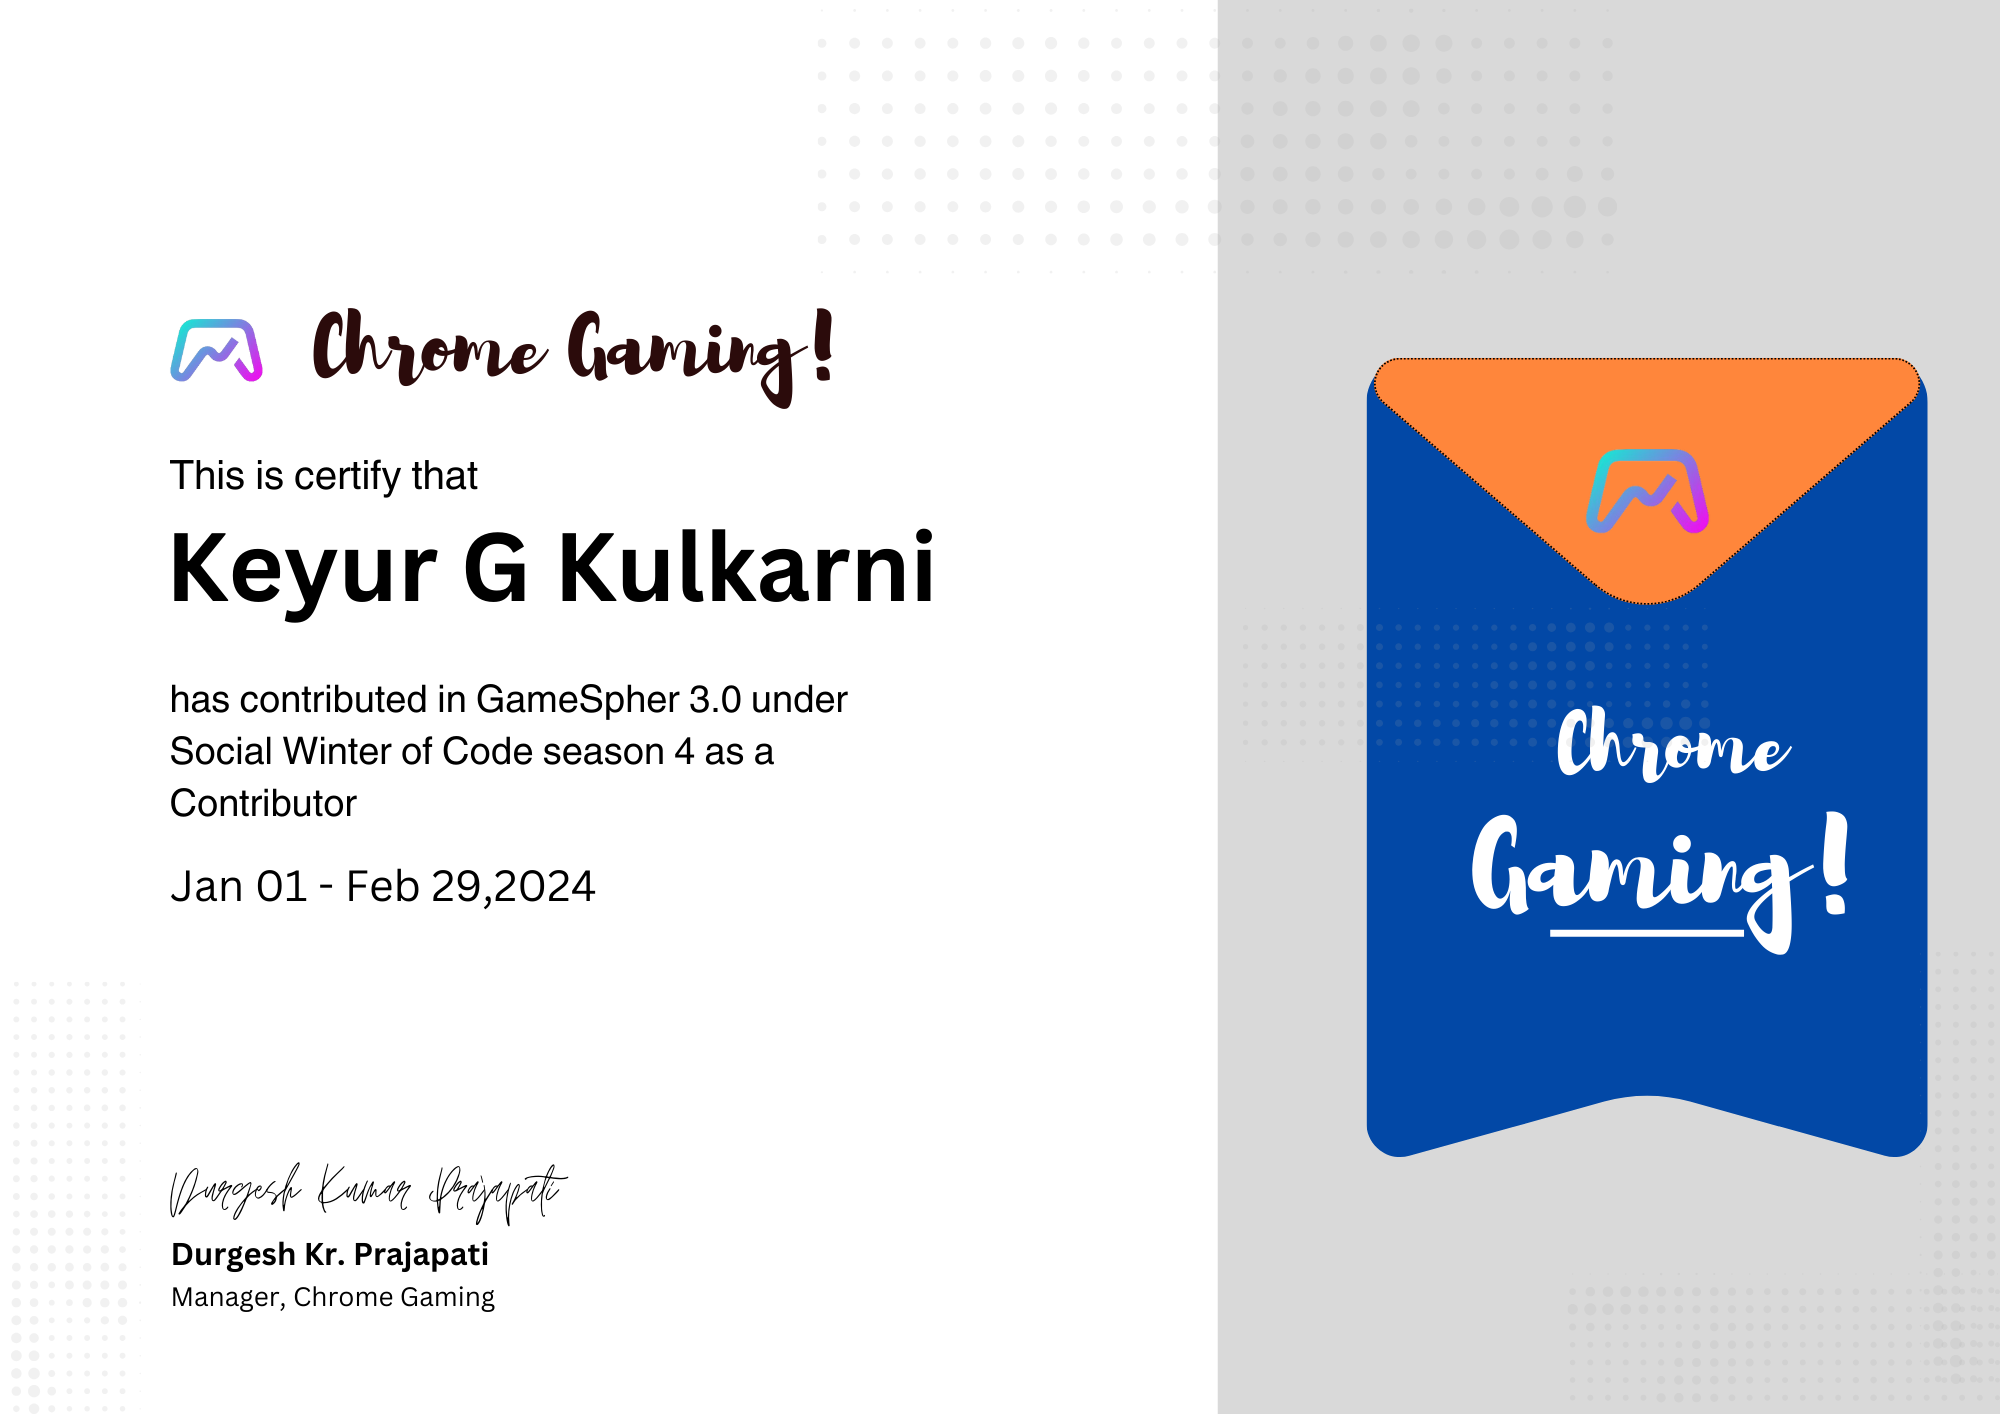 Chrome Gaming!
This is certify that
Keyur G Kulkarni
has contributed in GameSpher 3.0 under
Social Winter of Code season 4 as a
Contributor
Jan 01 - Feb 29,2024
Durgesh Kumar Prajapati
Durgesh Kr. Prajapati
Manager, Chrome Gaming
Chrome
Gaming!